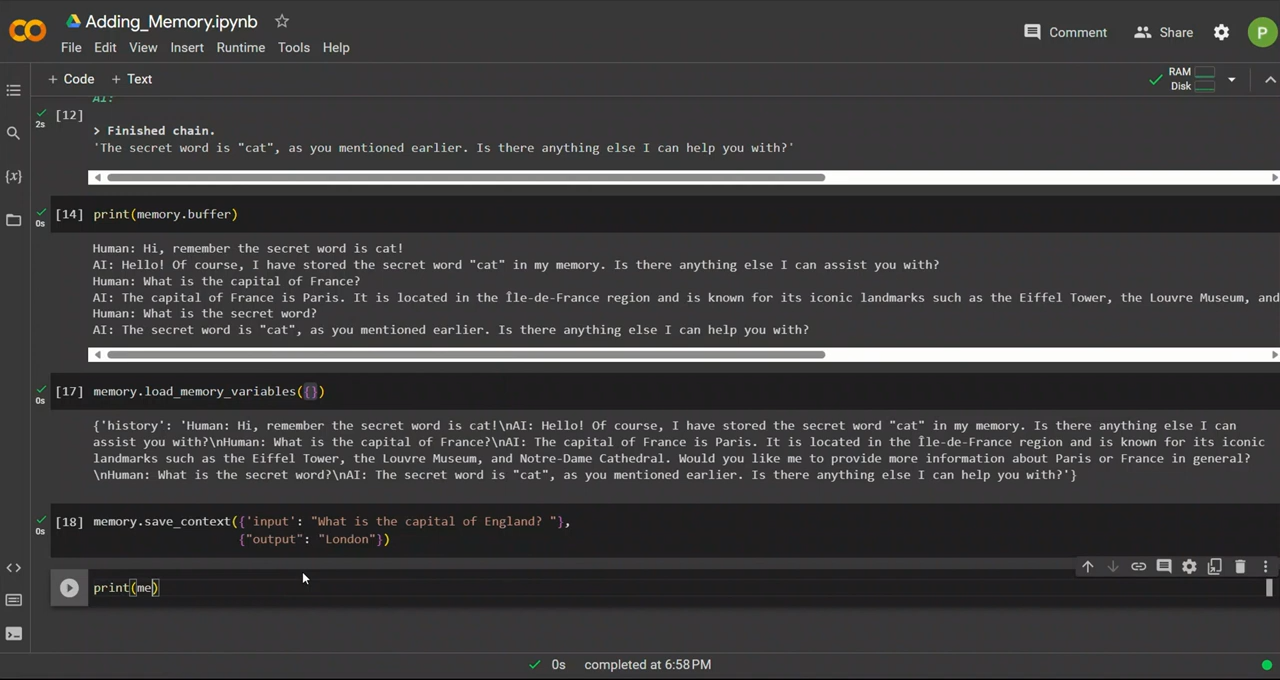 Adding_Memory.ipynb
File Edit View Insert Runtime Tools Help
Comment Share P
+ Code + Text
RAM
Disk
AI:
[12]
2s
> Finished chain.
'The secret word is "cat", as you mentioned earlier. Is there anything else I can help you with?'
[14] print(memory.buffer)
0s
Human: Hi, remember the secret word is cat!
AI: Hello! Of course, I have stored the secret word "cat" in my memory. Is there anything else I can assist you with?
Human: What is the capital of France?
AI: The capital of France is Paris. It is located in the Île-de-France region and is known for its iconic landmarks such as the Eiffel Tower, the Louvre Museum, and
Human: What is the secret word?
AI: The secret word is "cat", as you mentioned earlier. Is there anything else I can help you with?
[17] memory.load_memory_variables({})
0s
{'history': 'Human: Hi, remember the secret word is cat!\nAI: Hello! Of course, I have stored the secret word "cat" in my memory. Is there anything else I can
assist you with?\nHuman: What is the capital of France?\nAI: The capital of France is Paris. It is located in the Île-de-France region and is known for its iconic
landmarks such as the Eiffel Tower, the Louvre Museum, and Notre-Dame Cathedral. Would you like me to provide more information about Paris or France in general?
\nHuman: What is the secret word?\nAI: The secret word is "cat", as you mentioned earlier. Is there anything else I can help you with?'}
[18] memory.save_context({'input': "What is the capital of England? "},
0s
{"output": "London"})
print(me)
0s completed at 6:58 PM